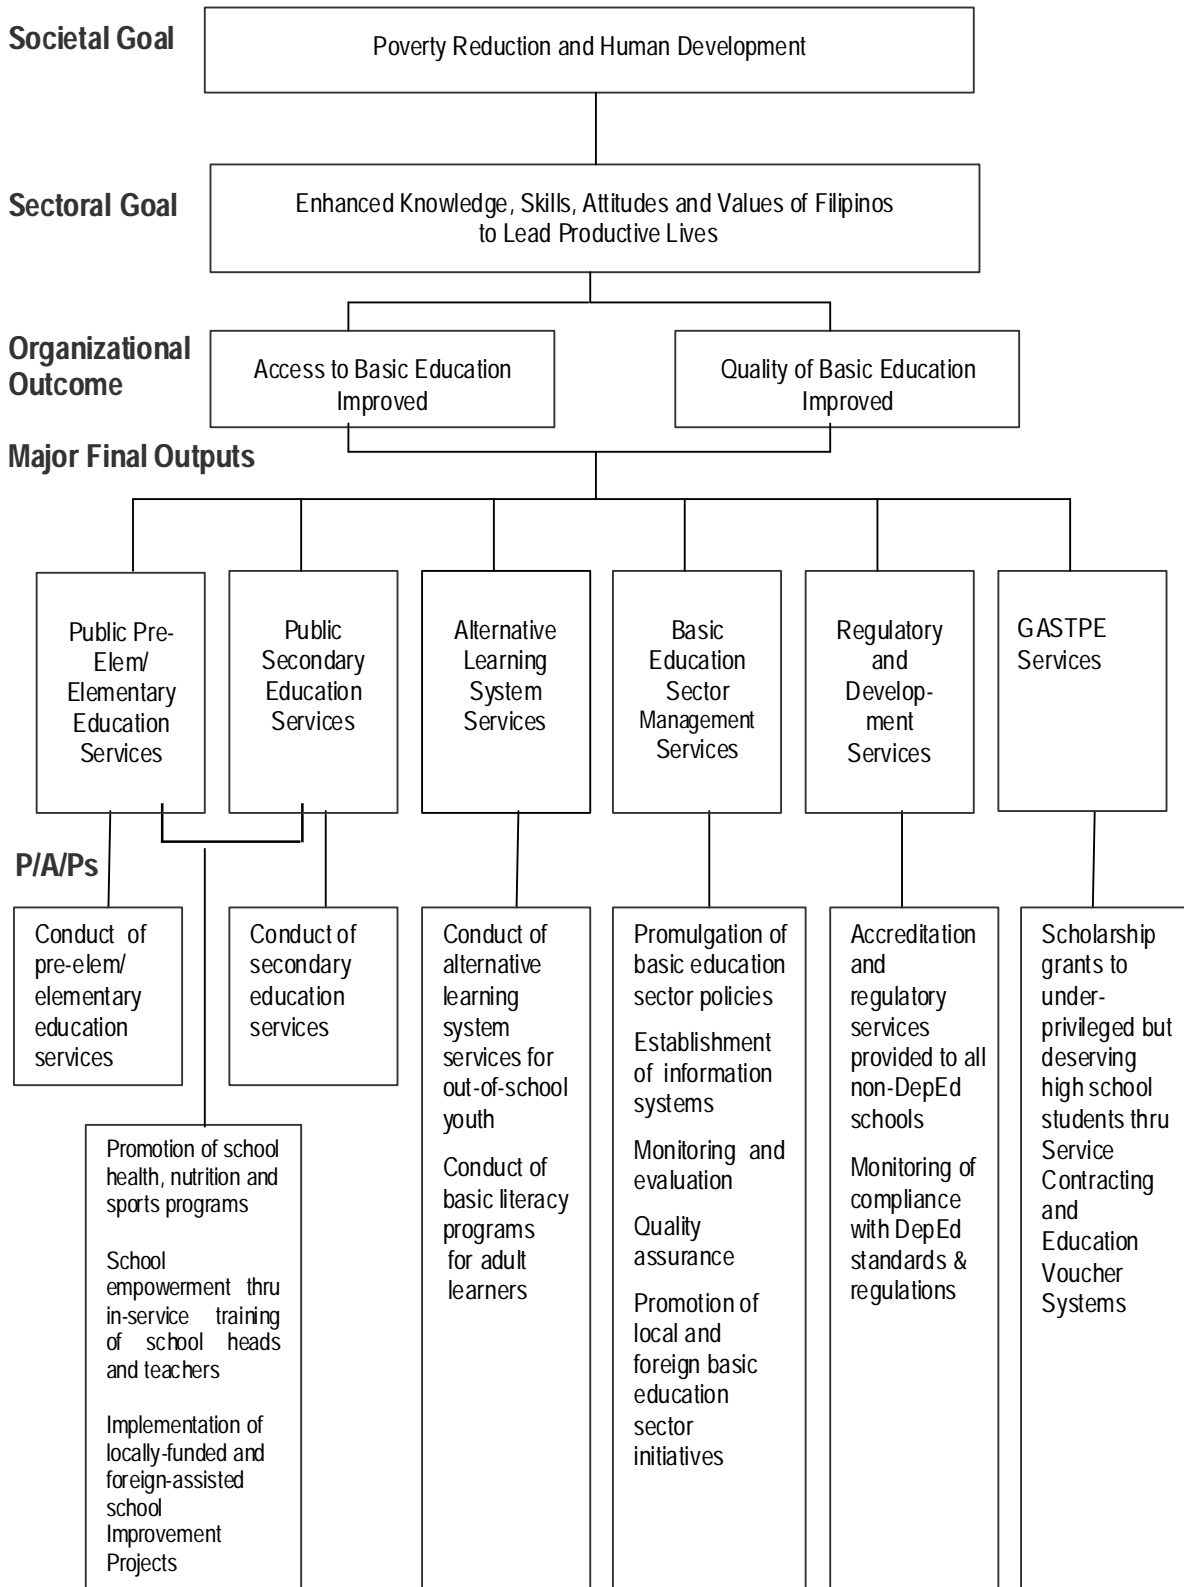 Societal Goal
Poverty Reduction and Human Development
Sectoral Goal
Enhanced Knowledge, Skills, Attitudes and Values of Filipinos
to Lead Productive Lives
Organizational
Outcome
Access to Basic Education
Improved
Quality of Basic Education
Improved
Major Final Outputs
Public Pre-
Elem/
Elementary
Education
Services
Public
Secondary
Education
Services
Alternative
Learning
System
Services
Basic
Education
Sector
Management
Services
Regulatory
and
Develop-
ment
Services
GASTPE
Services
P/A/Ps
Conduct of
pre-elem/
elementary
education
services
Conduct of
secondary
education
services
Promotion of school
health, nutrition and
sports programs
School
empowerment thru
in-service training
of school heads
and teachers
Implementation of
locally-funded and
foreign-assisted
school
Improvement
Projects
Conduct of
alternative
learning
system
services for
out-of-school
youth
Conduct of
basic literacy
programs
for adult
learners
Promulgation of
basic education
sector policies
Establishment
of information
systems
Monitoring and
evaluation
Quality
assurance
Promotion of
local and
foreign basic
education
sector
initiatives
Accreditation
and
regulatory
services
provided to all
non-DepEd
schools
Monitoring of
compliance
with DepEd
standards &
regulations
Scholarship
grants to
under-
privileged but
deserving
high school
students thru
Service
Contracting
and
Education
Voucher
Systems